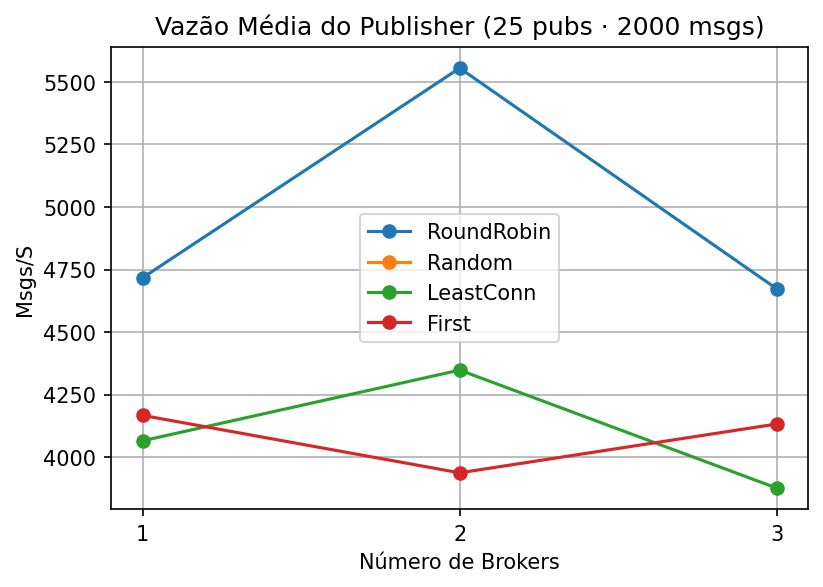 Vazão Média do Publisher (25 pubs · 2000 msgs)
5500
5250
5000
4750
4500
4250
4000
Msgs/S
RoundRobin
Random
LeastConn
First
1
2
3
Número de Brokers